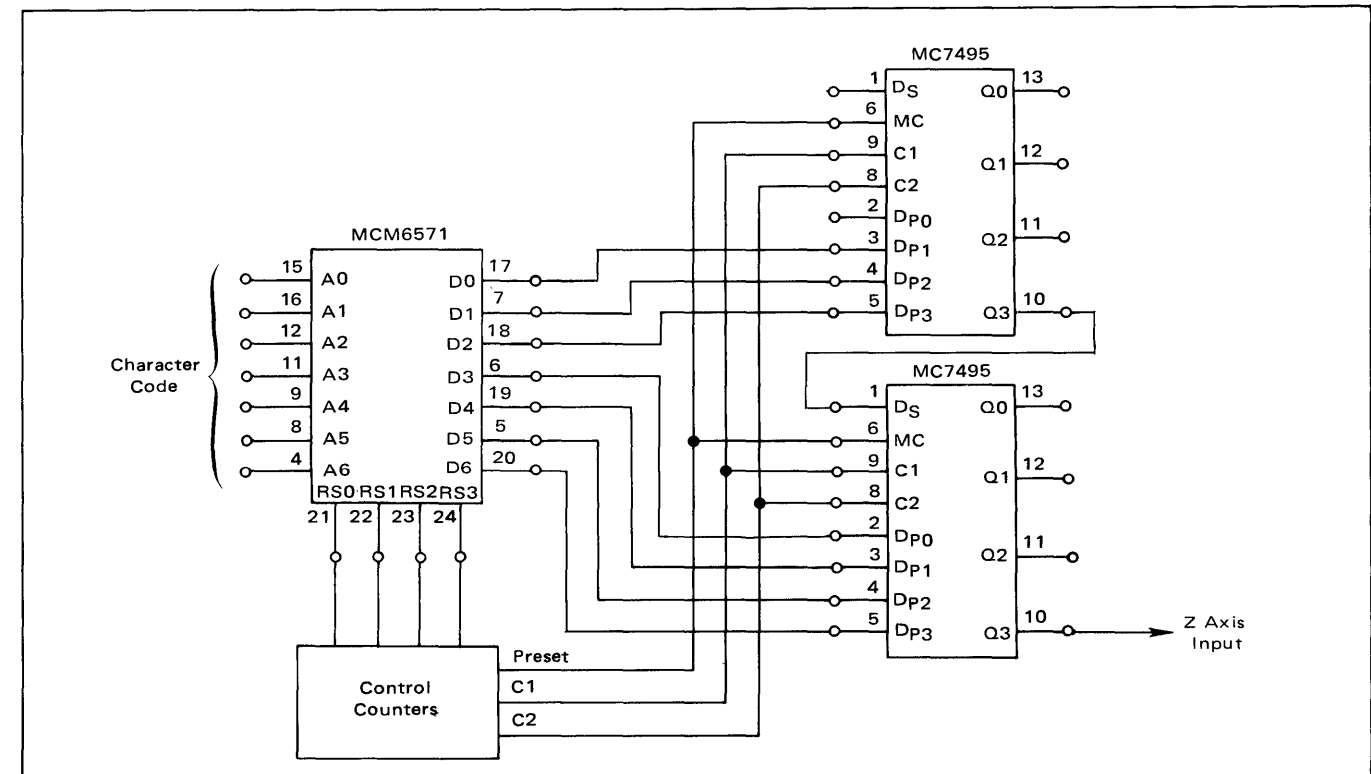 MC7495
1 DS Q0 13
6 MC
9 C1
Q1 12
8 C2
2 DP0
Q2 11
3 DP1
4 DP2
5 DP3 Q3 10
MCM6571
15 A0 D0 17
16 A1 D1 7
12 A2 D2 18
11 A3 D3 6
9 A4 D4 19
8 A5 D5 5
4 A6 D6 20
RS0 RS1 RS2 RS3
21 22 23 24
Character
Code
MC7495
1 DS Q0 13
6 MC
9 C1
Q1 12
8 C2
2 DP0
Q2 11
3 DP1
4 DP2
5 DP3 Q3 10
Z Axis
Input
Control
Counters
Preset
C1
C2